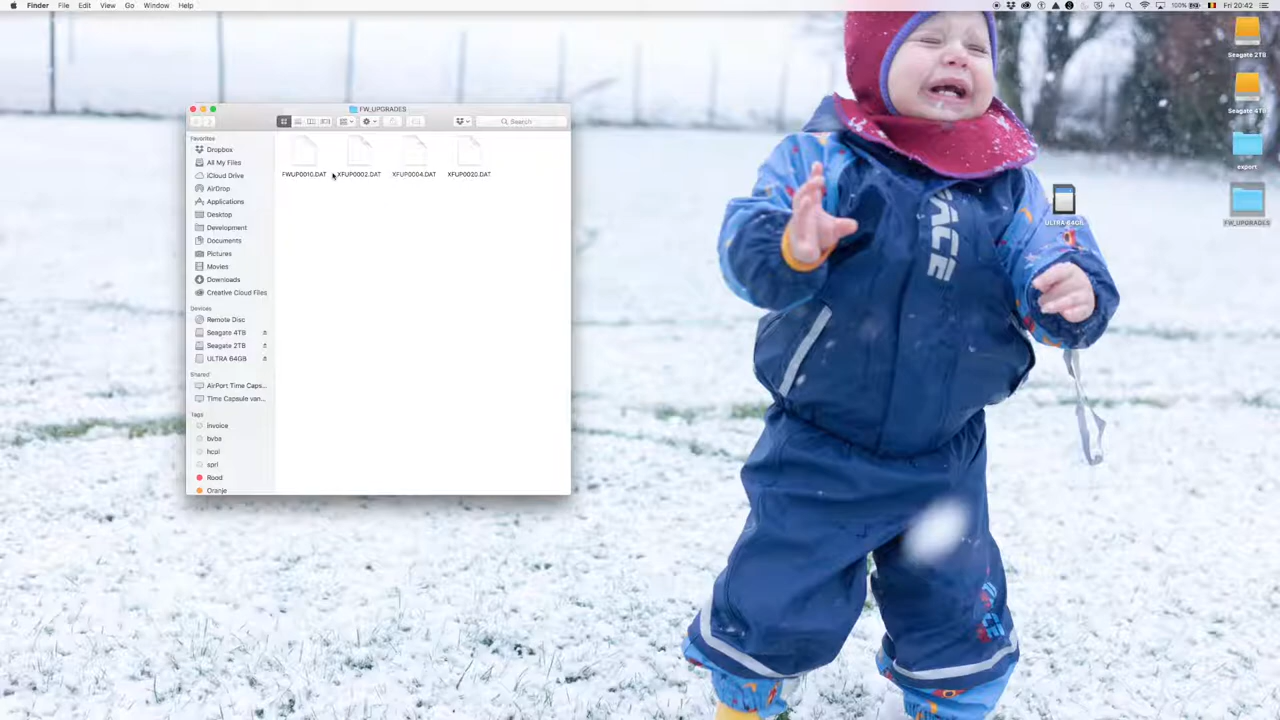 Finder File Edit View Go Window Help
100% Fri 20:42
FW_UPGRADES
Search
Favorites
Dropbox
All My Files
iCloud Drive
AirDrop
Applications
Desktop
Development
Documents
Pictures
Movies
Downloads
Creative Cloud Files
Devices
Remote Disc
Seagate 4TB
Seagate 2TB
ULTRA 64GB
Shared
AirPort Time Caps...
Time Capsule van...
Tags
invoice
bvba
hcpl
sprl
Rood
Oranje
FWUP0010.DAT XFUP0002.DAT XFUP0004.DAT XFUP0020.DAT
ULTRA 64GB
Seagate 2TB
Seagate 4TB
export
FW_UPGRADES